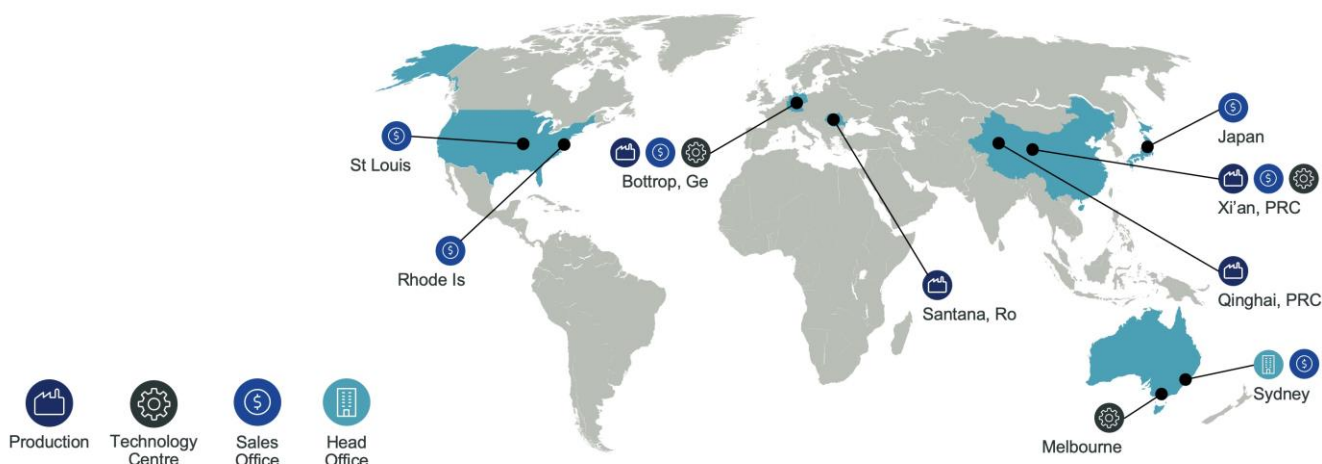 Japan
St Louis
Bottrop, Ge
Xi'an, PRC
Rhode Is
Qinghai, PRC
Santana, Ro
Sydney
Melbourne
Production
Technology
Centre
Sales
Office
Head
Office